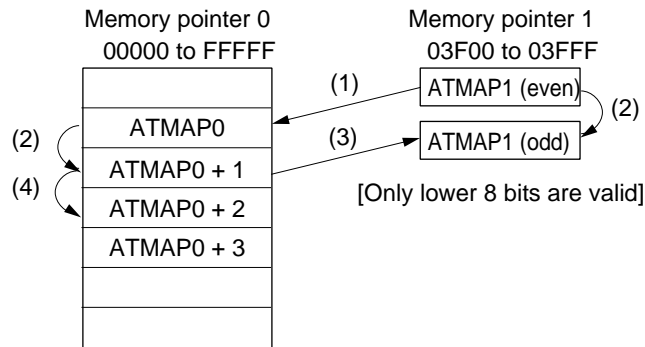 Memory pointer 0
00000 to FFFFF
Memory pointer 1
03F00 to 03FFF
(1)
ATMAP1 (even)
(2)
ATMAP0
(2)
(3)
ATMAP1 (odd)
ATMAP0 + 1
(4)
[Only lower 8 bits are valid]
ATMAP0 + 2
ATMAP0 + 3